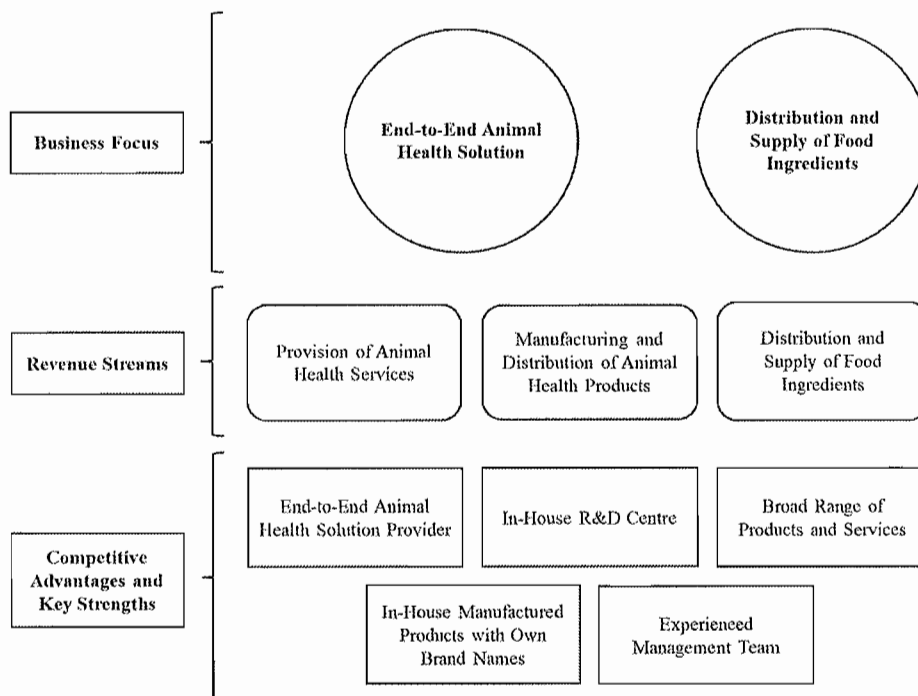 Business Focus
End-to-End Animal
Health Solution
Distribution and
Supply of Food
Ingredients
Revenue Streams
Provision of Animal
Health Services
Manufacturing and
Distribution of Animal
Health Products
Distribution and
Supply of Food
Ingredients
Competitive
Advantages and
Key Strengths
End-to-End Animal
Health Solution Provider
In-House R&D Centre
Broad Range of
Products and Services
In-House Manufactured
Products with Own
Brand Names
Experienced
Management Team